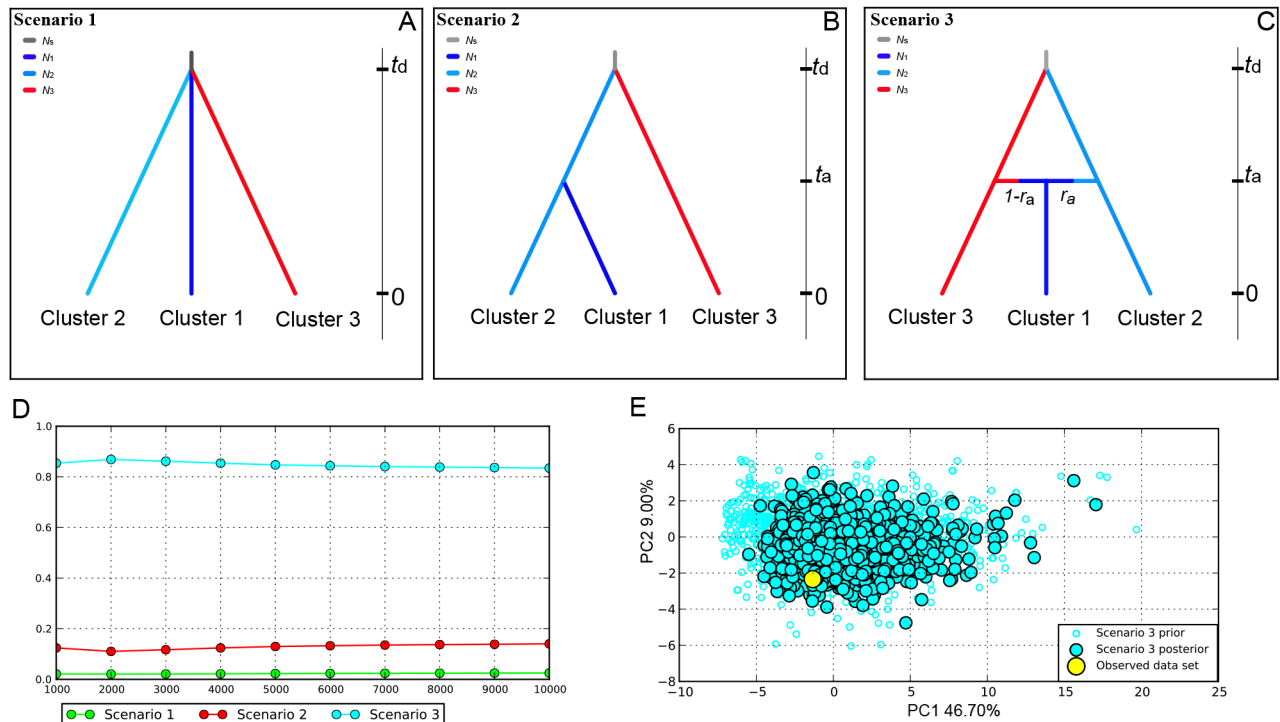 Scenario 1
A
Ns
N1
N2
N3
td
0
Cluster 2
Cluster 1
Cluster 3
Scenario 2
B
Ns
N1
N2
N3
td
ta
0
Cluster 2
Cluster 1
Cluster 3
Scenario 3
C
Ns
N1
N2
N3
td
ta
1-ra
ra
0
Cluster 3
Cluster 1
Cluster 2
D
1.0
0.8
0.6
0.4
0.2
0.0
1000 2000 3000 4000 5000 6000 7000 8000 9000 10000
Scenario 1 Scenario 2 Scenario 3
E
PC2 9.00%
6
4
2
0
−2
−4
−6
−8
−10 −5 0 5 10 15 20 25
PC1 46.70%
Scenario 3 prior
Scenario 3 posterior
Observed data set